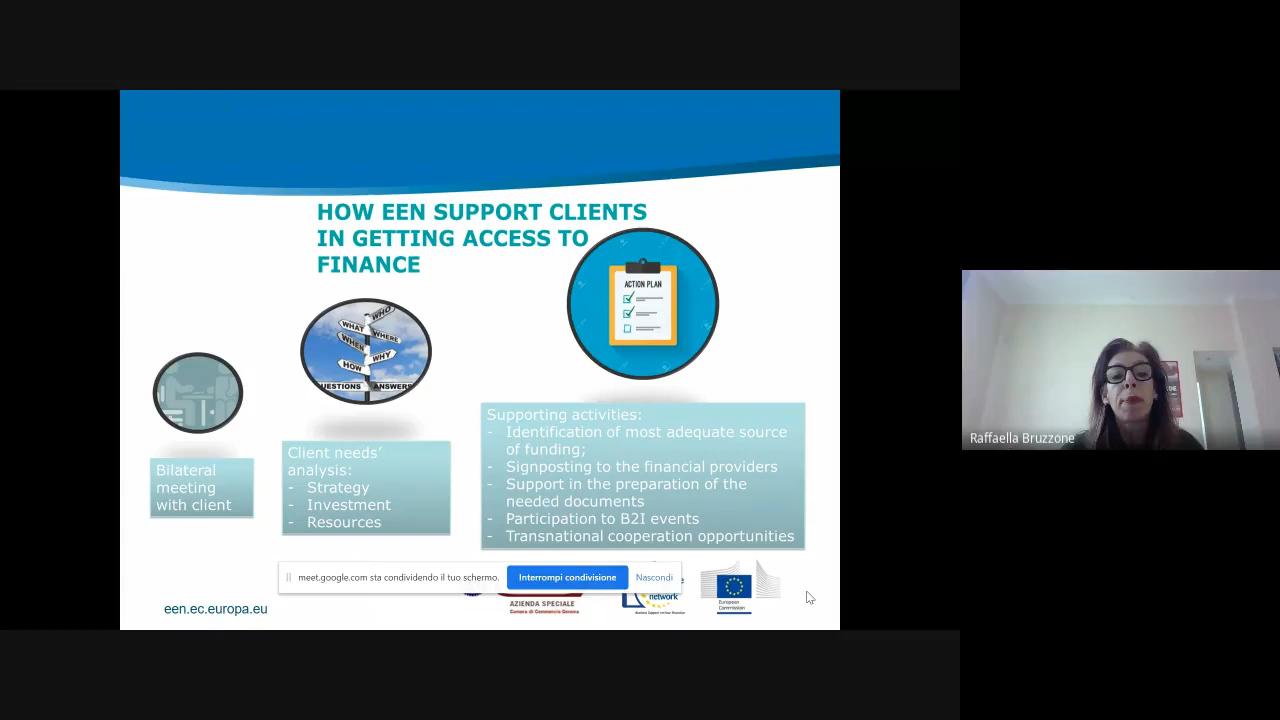 HOW EEN SUPPORT CLIENTS
IN GETTING ACCESS TO
FINANCE
ACTION PLAN
WHO
WHAT
WHERE
WHEN
WHY
HOW
UESTIONS
ANSWERS
Bilateral
meeting
with client
Client needs’
analysis:
- Strategy
- Investment
- Resources
Supporting activities:
- Identification of most adequate source
of funding;
- Signposting to the financial providers
- Support in the preparation of the
needed documents
- Participation to B2I events
- Transnational cooperation opportunities
meet.google.com sta condividendo il tuo schermo.
Interrompi condivisione
Nascondi
een.ec.europa.eu
AZIENDA SPECIALE
Camera di Commercio Genova
network
European
Commission
Raffaella Bruzzone